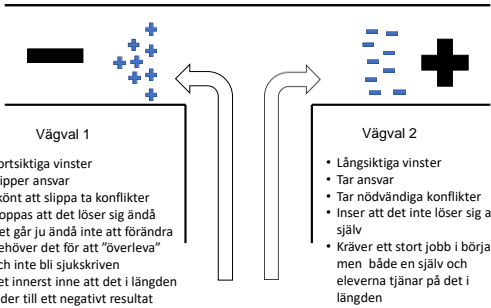 Vägval 1
ortsiktiga vinster
ipper ansvar
könt att slippa ta konflikter
oppas att det löser sig ändå
et går ju ändå inte att förändra
ehöver det för att ”överleva”
ch inte bli sjukskriven
et innerst inne att det i längden
der till ett negativt resultat
Vägval 2
• Långsiktiga vinster
• Tar ansvar
• Tar nödvändiga konflikter
• Inser att det inte löser sig a
själv
• Kräver ett stort jobb i börja
men både en själv och
eleverna tjänar på det i
längden